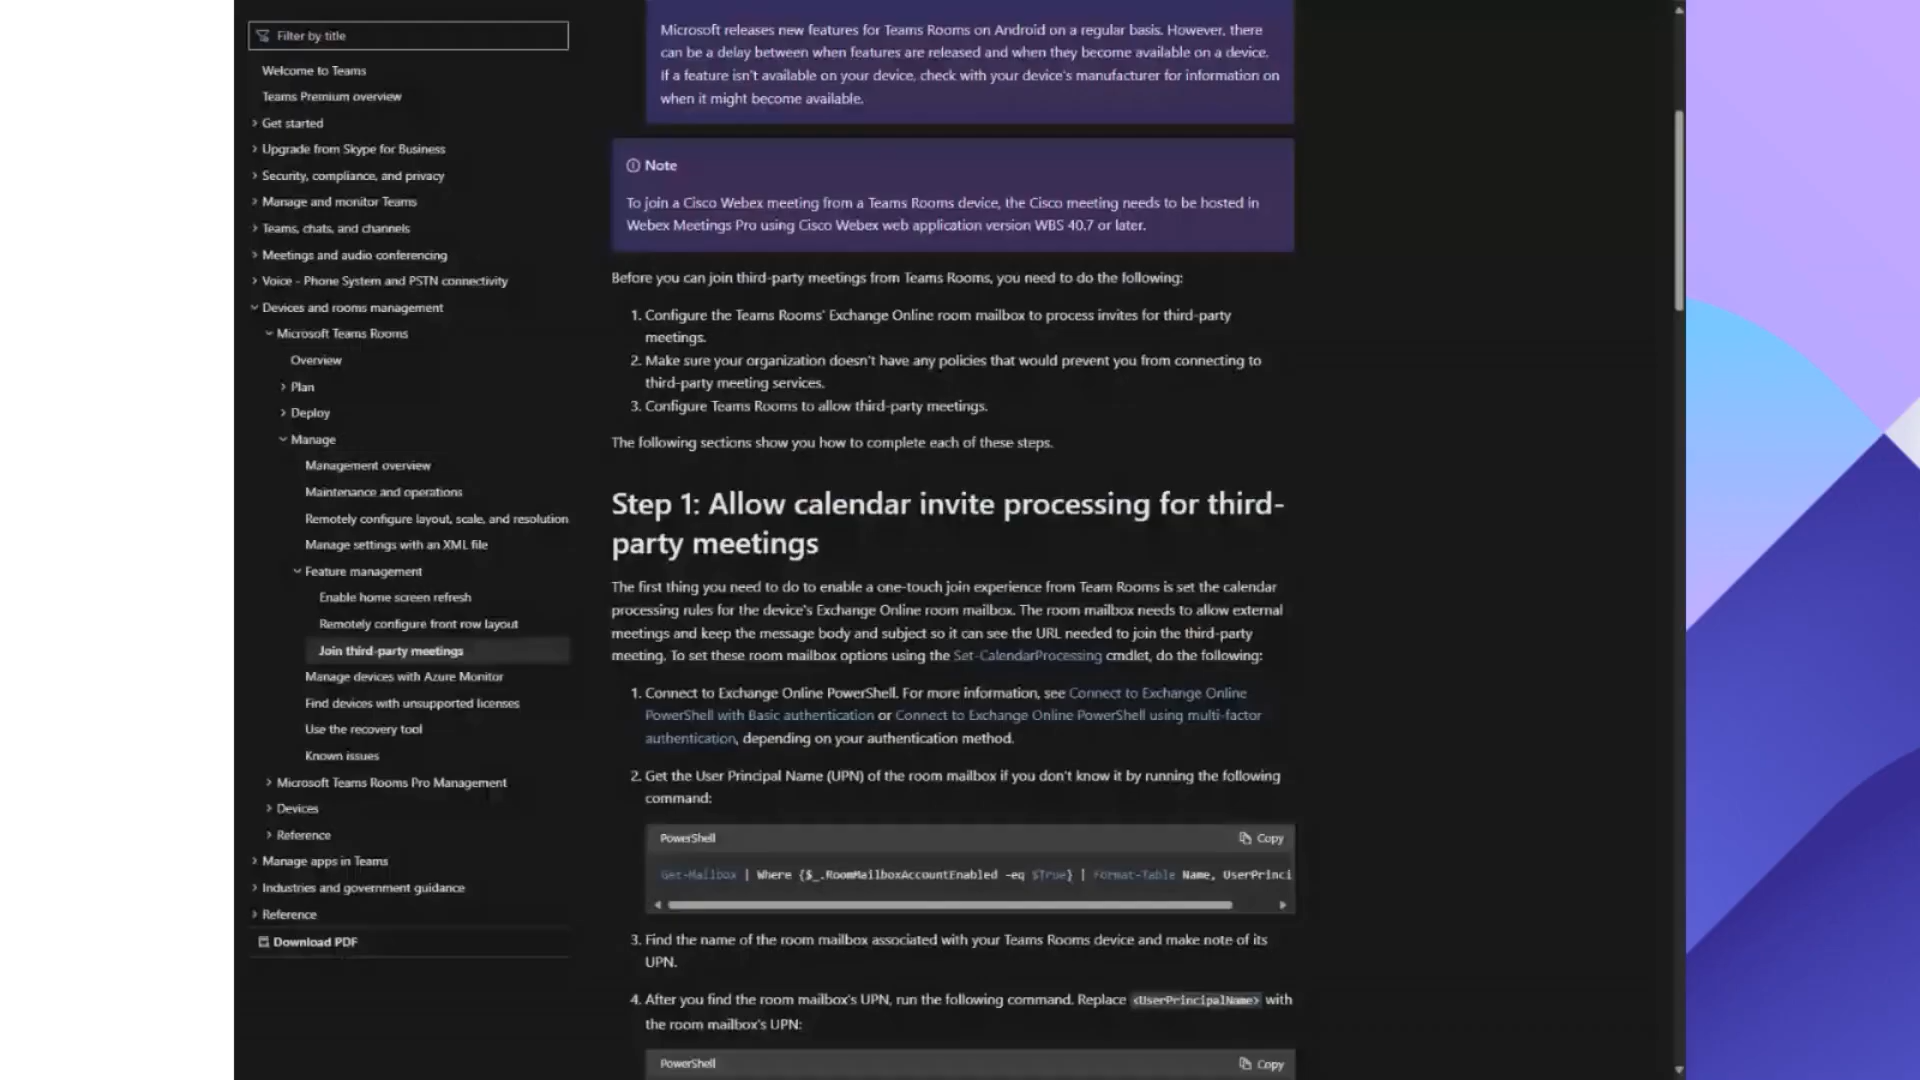 Filter by title
Welcome to Teams
Teams Premium overview
Get started
Upgrade from Skype for Business
Security, compliance, and privacy
Manage and monitor Teams
Teams, chats, and channels
Meetings and audio conferencing
Voice - Phone System and PSTN connectivity
Devices and rooms management
Microsoft Teams Rooms
Overview
Plan
Deploy
Manage
Management overview
Maintenance and operations
Remotely configure layout, scale, and resolution
Manage settings with an XML file
Feature management
Enable home screen refresh
Remotely configure front row layout
Join third-party meetings
Manage devices with Azure Monitor
Find devices with unsupported licenses
Use the recovery tool
Known issues
Microsoft Teams Rooms Pro Management
Devices
Reference
Manage apps in Teams
Industries and government guidance
Reference
Download PDF
Microsoft releases new features for Teams Rooms on Android on a regular basis. However, there
can be a delay between when features are released and when they become available on a device.
If a feature isn't available on your device, check with your device's manufacturer for information on
when it might become available.
Note
To join a Cisco Webex meeting from a Teams Rooms device, the Cisco meeting needs to be hosted in
Webex Meetings Pro using Cisco Webex web application version WBS 40.7 or later.
Before you can join third-party meetings from Teams Rooms, you need to do the following:
1. Configure the Teams Rooms' Exchange Online room mailbox to process invites for third-party
meetings.
2. Make sure your organization doesn't have any policies that would prevent you from connecting to
third-party meeting services.
3. Configure Teams Rooms to allow third-party meetings.
The following sections show you how to complete each of these steps.
Step 1: Allow calendar invite processing for third-
party meetings
The first thing you need to do to enable a one-touch join experience from Team Rooms is set the calendar
processing rules for the device's Exchange Online room mailbox. The room mailbox needs to allow external
meetings and keep the message body and subject so it can see the URL needed to join the third-party
meeting. To set these room mailbox options using the Set-CalendarProcessing cmdlet, do the following:
1. Connect to Exchange Online PowerShell. For more information, see Connect to Exchange Online
PowerShell with Basic authentication or Connect to Exchange Online PowerShell using multi-factor
authentication, depending on your authentication method.
2. Get the User Principal Name (UPN) of the room mailbox if you don't know it by running the following
command:
PowerShell Copy
Get-Mailbox | Where {$_.RoomMailboxAccountEnabled -eq $True} | Format-Table Name, UserPrinci
3. Find the name of the room mailbox associated with your Teams Rooms device and make note of its
UPN.
4. After you find the room mailbox's UPN, run the following command. Replace <UserPrincipalName> with
the room mailbox's UPN:
PowerShell Copy